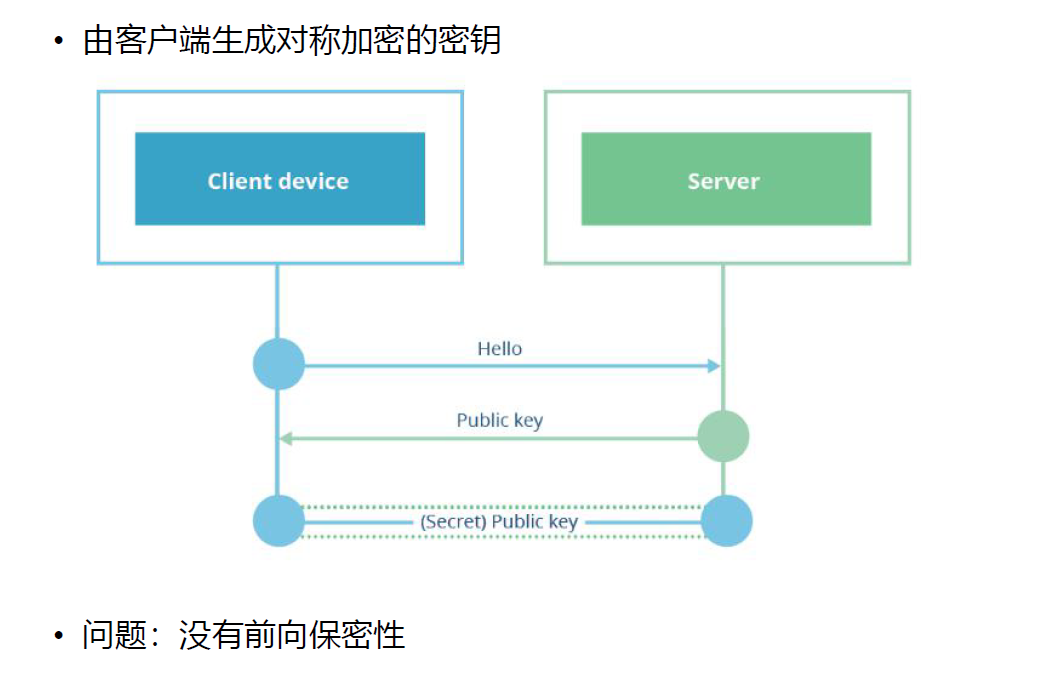 • 由客户端生成对称加密的密钥
Client device
Server
Hello
Public key
(Secret) Public key
• 问题：没有前向保密性